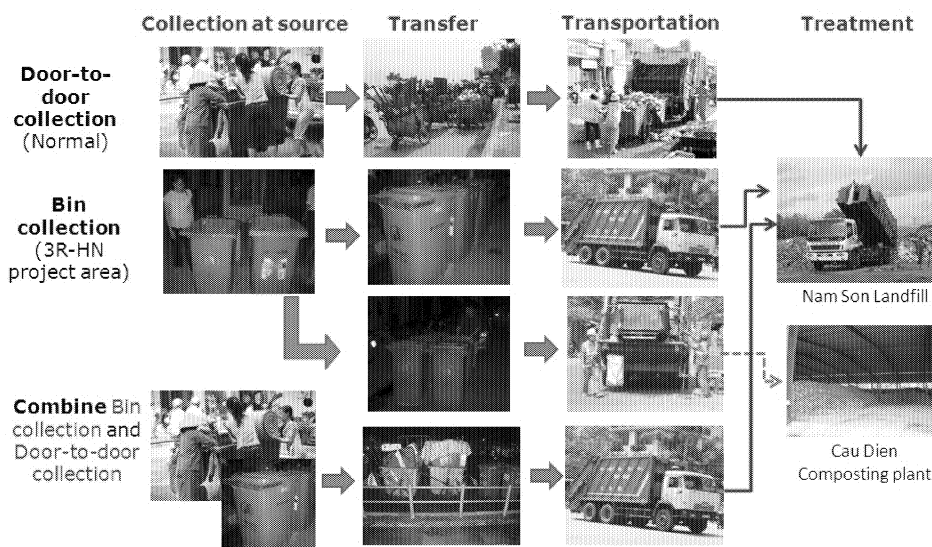 Collection at source
Transfer
Transportation
Treatment
Door-to-
door
collection
(Normal)
Bin
collection
(3R-HN
project area)
Nam Son Landfill
Combine Bin
collection and
Door-to-door
collection
Cau Dien
Composting plant